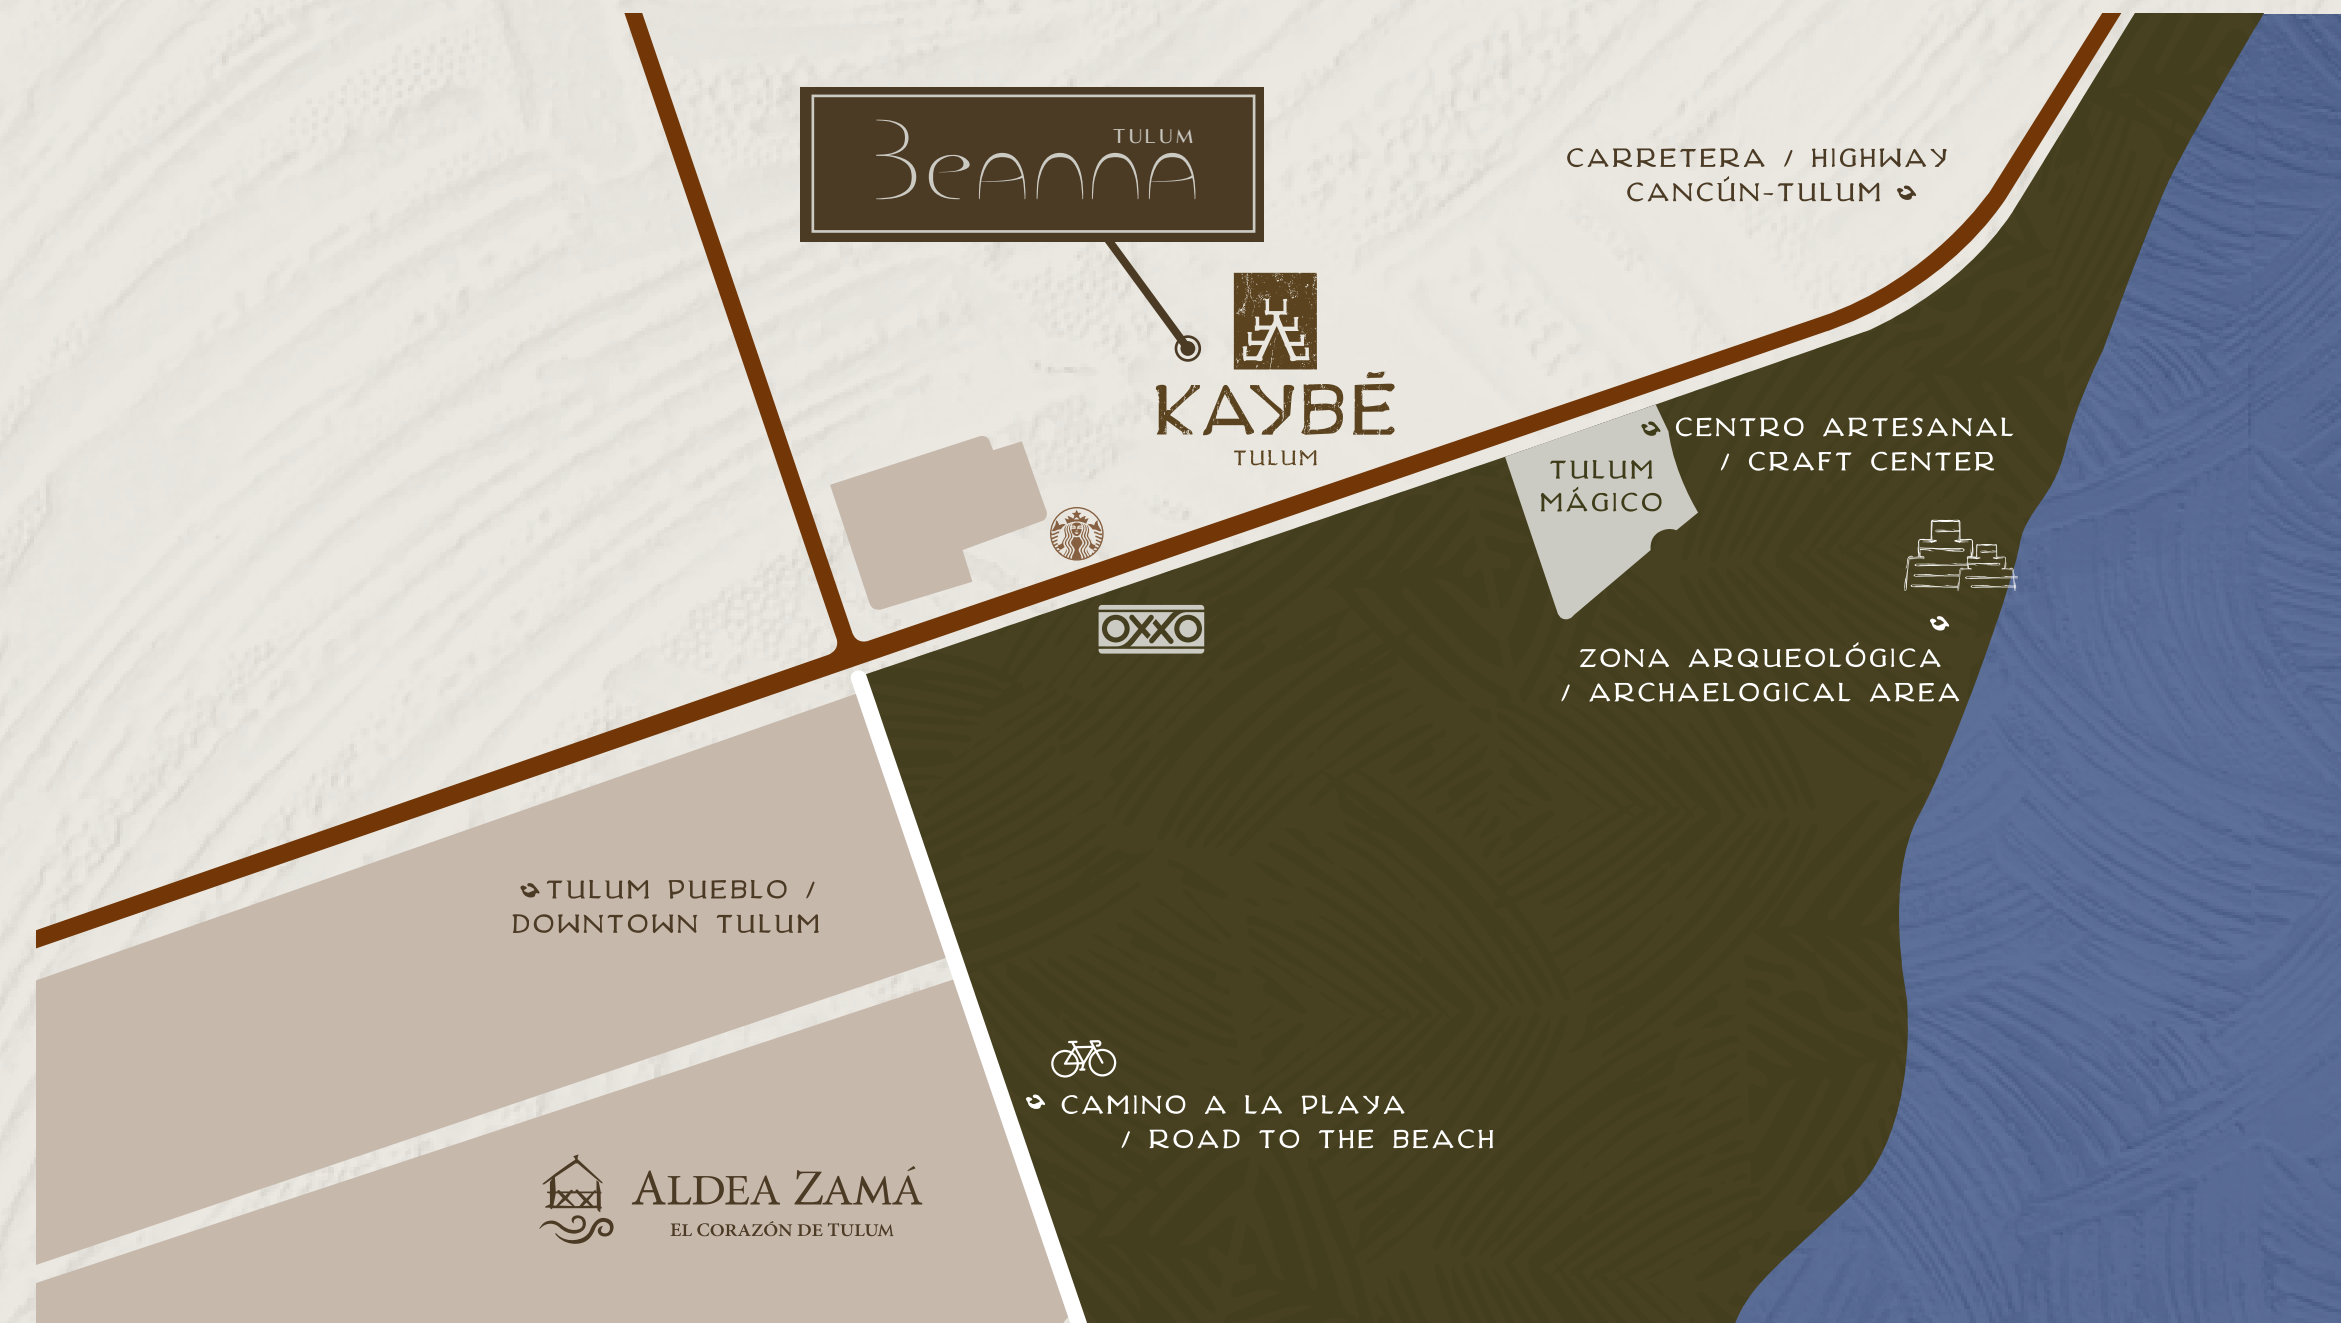 TULUM
BeAnnA
CARRETERA / HIGHWAY
CANCÚN-TULUM
KAYBÉ
TULUM
CENTRO ARTESANAL
/ CRAFT CENTER
TULUM
MÁGICO
OXXO
ZONA ARQUEOLÓGICA
/ ARCHAELOGICAL AREA
TULUM PUEBLO /
DOWNTOWN TULUM
CAMINO A LA PLAYA
/ ROAD TO THE BEACH
ALDEA ZAMÁ
EL CORAZÓN DE TULUM